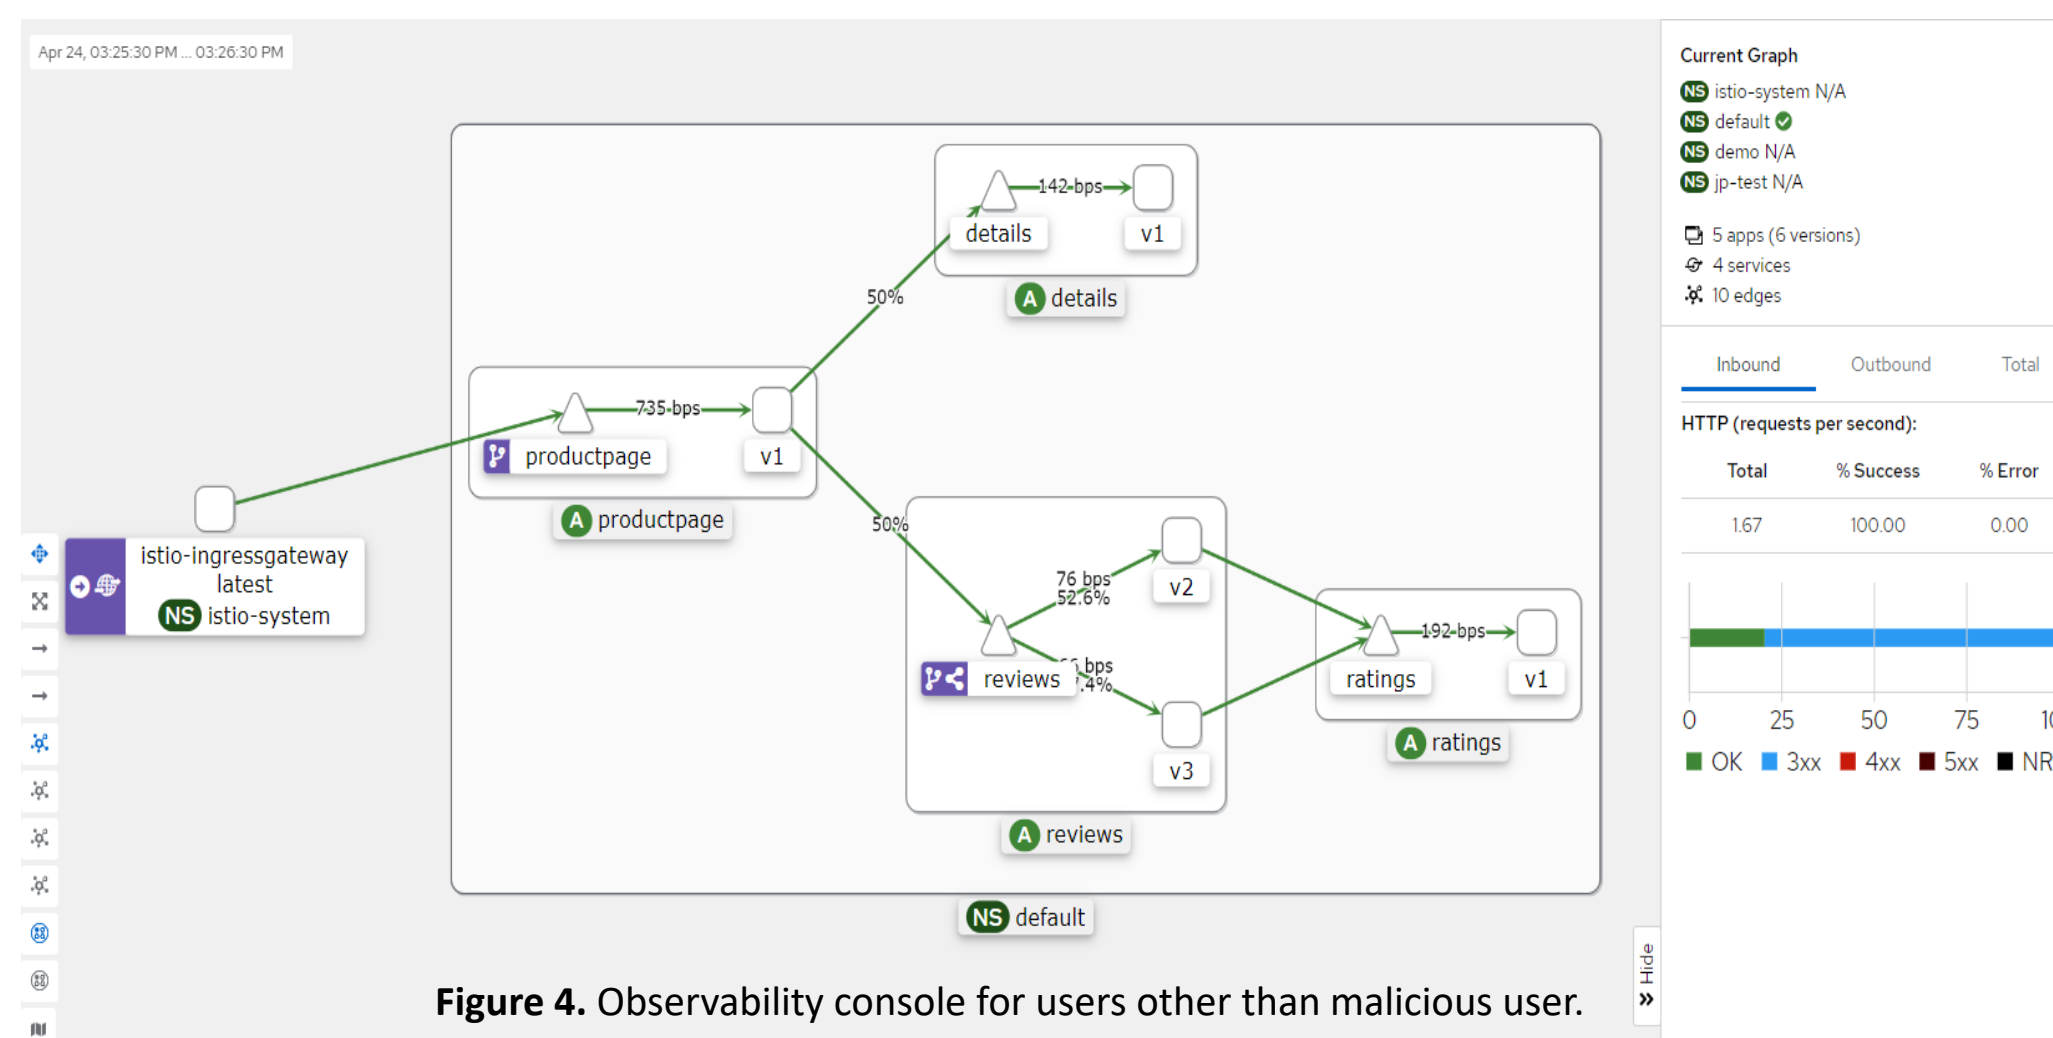 Apr 24, 03:25:30 PM ... 03:26:30 PM
142 bps
details
v1
A details
50%
735 bps
productpage
v1
A productpage
50%
istio-ingressgateway
latest
NS istio-system
76 bps
52.6%
v2
bps
reviews
v3
A reviews
192 bps
ratings
v1
A ratings
NS default
Current Graph
NS istio-system N/A
NS default
NS demo N/A
NS jp-test N/A
5 apps (6 versions)
4 services
10 edges
Inbound Outbound Total
HTTP (requests per second):
Total % Success % Error
1.67 100.00 0.00
0 25 50 75
OK 3xx 4xx 5xx NR
Hide
Figure 4. Observability console for users other than malicious user.